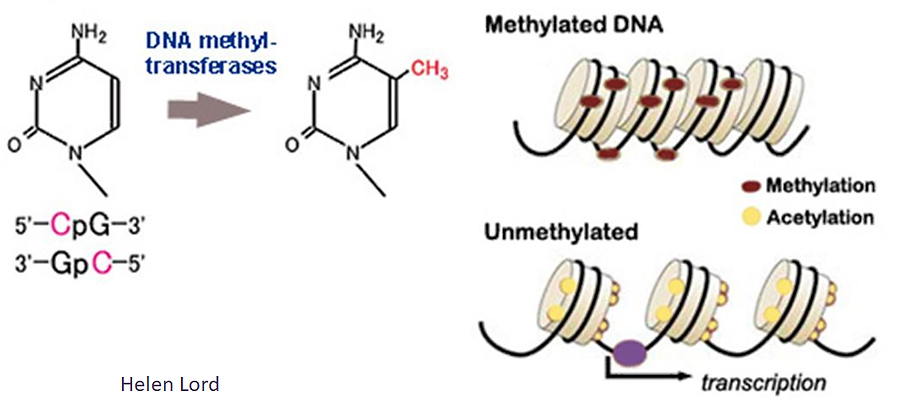 NH₂
N
O
N
DNA methyl-
transferases
NH₂
CH₃
N
O
N
5'–CpG–3'
3'–GpC–5'
Helen Lord
Methylated DNA
Methylation
Acetylation
Unmethylated
transcription